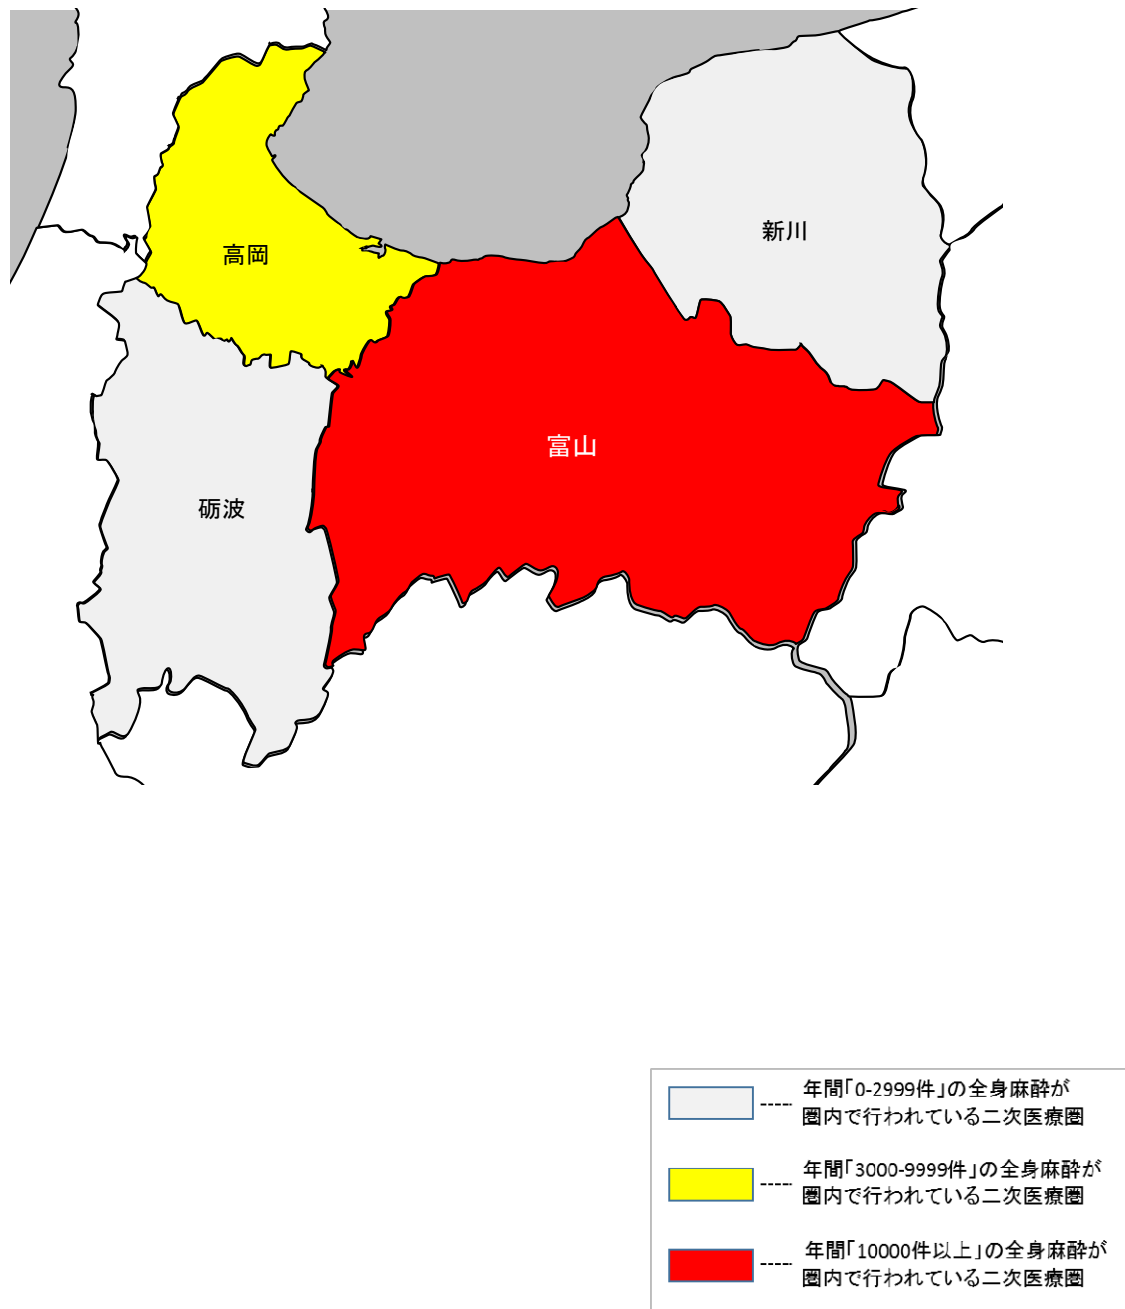 新川
高岡
富山
砺波
年間｢0-2999件｣の全身麻酔が
圏内で行われている二次医療圏
年間｢3000-9999件｣の全身麻酔が
圏内で行われている二次医療圏
年間｢10000件以上｣の全身麻酔が
圏内で行われている二次医療圏